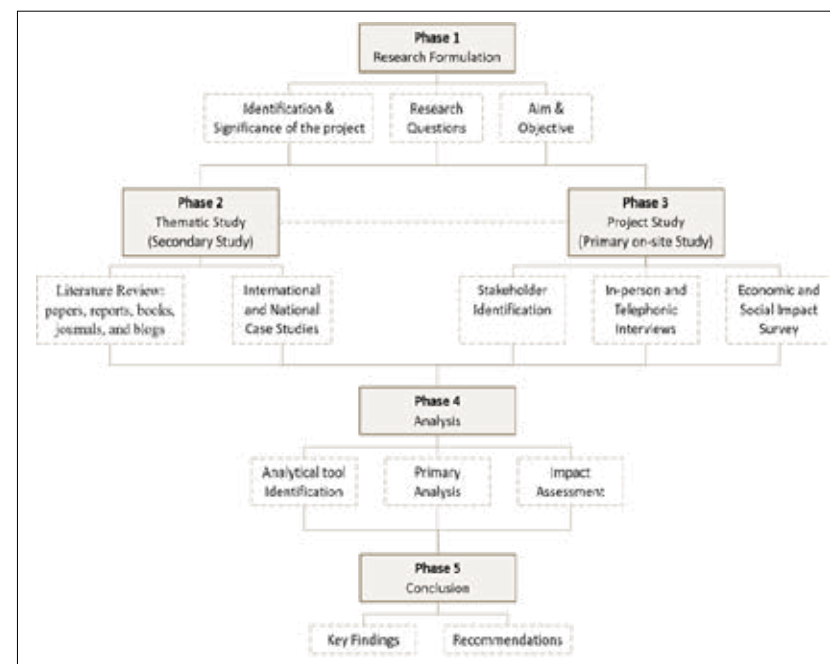 Phase 1
Research Formulation
Identification &
Significance of the project
Research
Questions
Aim &
Objective
Phase 2
Thematic Study
(Secondary Study)
Phase 3
Project Study
(Primary on-site Study)
Literature Review:
papers, reports, books,
journals, and blogs
International
and National
Case Studies
Stakeholder
Identification
In-person and
Telephonic
Interviews
Economic and
Social Impact
Survey
Phase 4
Analysis
Analytical tool
Identification
Primary
Analysis
Impact
Assessment
Phase 5
Conclusion
Key Findings
Recommendations